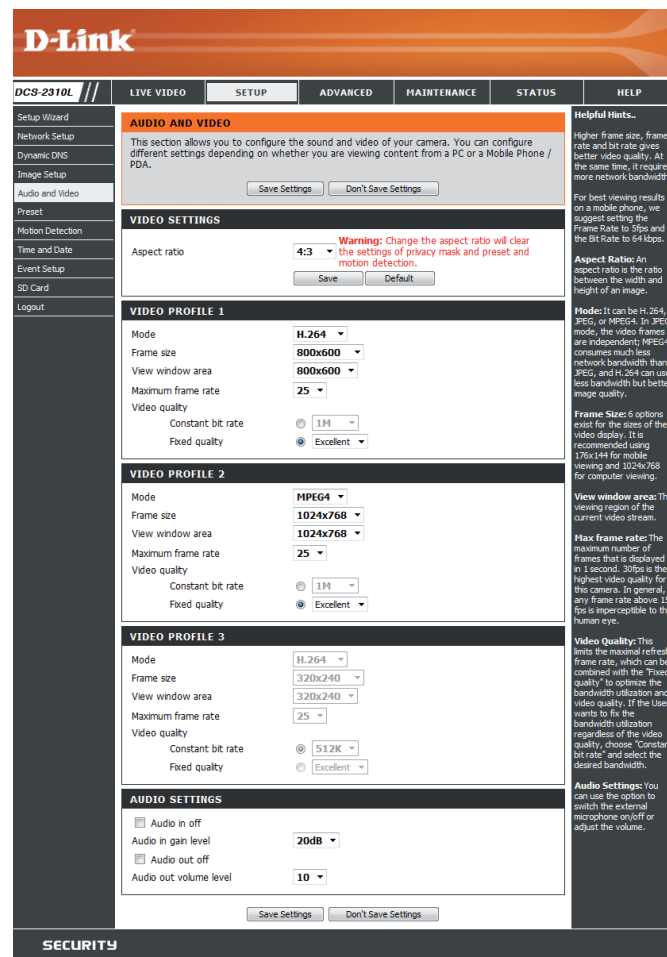 D-Link
DCS-2310L // LIVE VIDEO SETUP ADVANCED MAINTENANCE STATUS HELP
Setup Wizard
Network Setup
Dynamic DNS
Image Setup
Audio and Video
Preset
Motion Detection
Time and Date
Event Setup
SD Card
Logout
AUDIO AND VIDEO
This section allows you to configure the sound and video of your camera. You can configure
different settings depending on whether you are viewing content from a PC or a Mobile Phone /
PDA.
Save Settings Don't Save Settings
VIDEO SETTINGS
Aspect ratio 4:3
Warning: Change the aspect ratio will clear
the settings of privacy mask and preset and
motion detection.
Save Default
VIDEO PROFILE 1
Mode H.264
Frame size 800x600
View window area 800x600
Maximum frame rate 25
Video quality
Constant bit rate 1M
Fixed quality Excellent
VIDEO PROFILE 2
Mode MPEG4
Frame size 1024x768
View window area 1024x768
Maximum frame rate 25
Video quality
Constant bit rate 1M
Fixed quality Excellent
VIDEO PROFILE 3
Mode H.264
Frame size 320x240
View window area 320x240
Maximum frame rate 25
Video quality
Constant bit rate 512K
Fixed quality Excellent
AUDIO SETTINGS
Audio in off
Audio in gain level 20dB
Audio out off
Audio out volume level 10
Save Settings Don't Save Settings
Helpful Hints..
Higher frame size, frame
rate and bit rate gives
better video quality. At
the same time, it require
more network bandwidth
For best viewing results
on a mobile phone, we
suggest setting the
Frame Rate to 5fps and
the Bit Rate to 64 kbps.
Aspect Ratio: An
aspect ratio is the ratio
between the width and
height of an image.
Mode: It can be H.264,
JPEG, or MPEG4. In JPEG
mode, the video frames
are independent; MPEG4
consumes much less
network bandwidth than
JPEG, and H.264 can use
less bandwidth but bette
image quality.
Frame Size: 6 options
exist for the sizes of the
video display. It is
recommended using
176x144 for mobile
viewing and 1024x768
for computer viewing.
View window area: Th
viewing region of the
current video stream.
Max frame rate: The
maximum number of
frames that is displayed
in 1 second. 30fps is the
highest video quality for
this camera. In general,
any frame rate above 15
fps is imperceptible to th
human eye.
Video Quality: This
limits the maximal refresh
frame rate, which can be
combined with the "Fixed
quality" to optimize the
bandwidth utilization and
video quality. If the User
wants to fix the
bandwidth utilization
regardless of the video
quality, choose "Constan
bit rate" and select the
desired bandwidth.
Audio Settings: You
can use the option to
switch the external
microphone on/off or
adjust the volume.
SECURITY